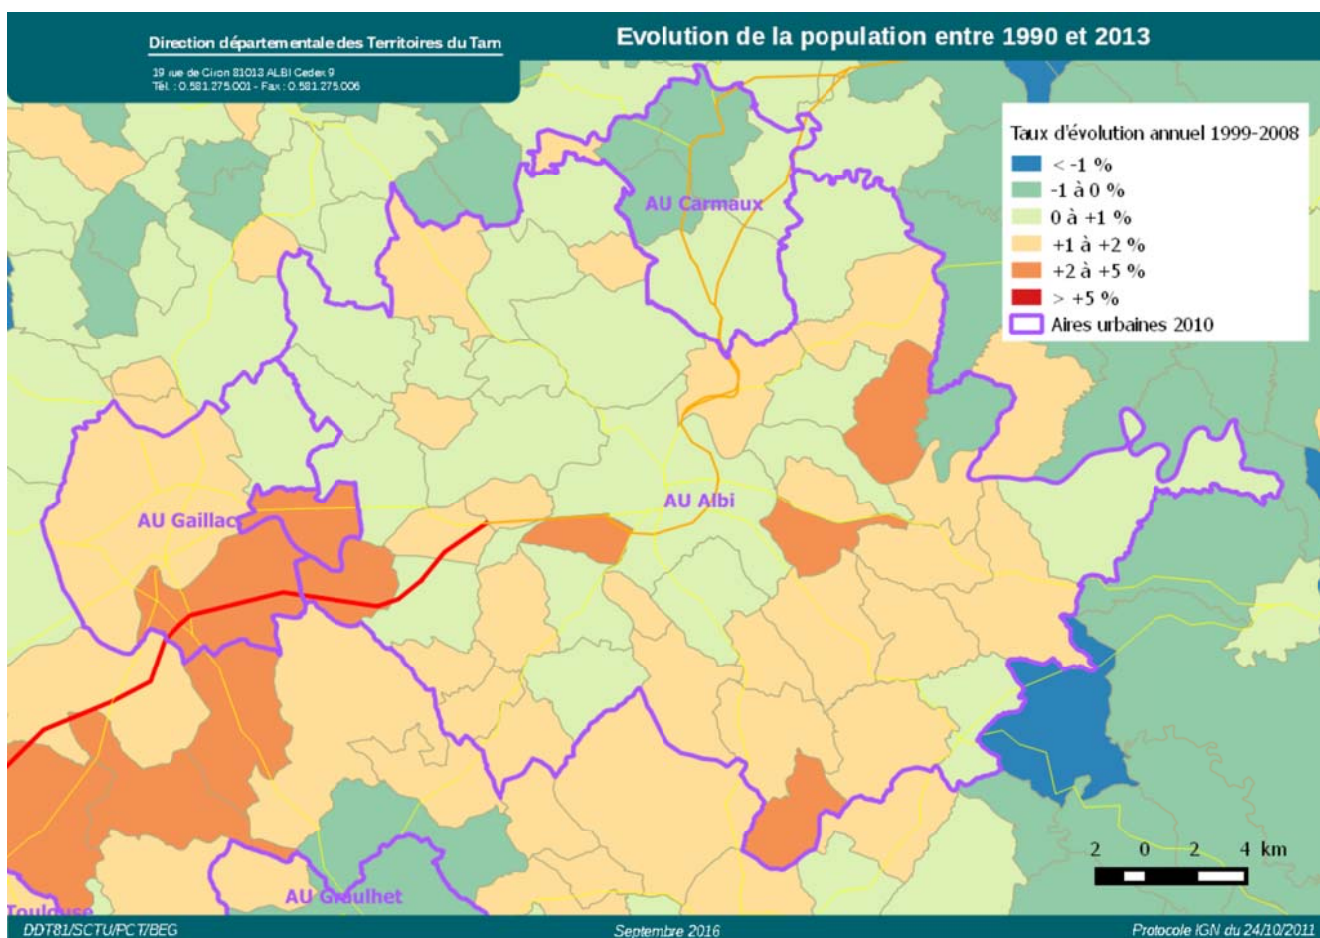 Direction départementale des Territoires du Tarn
19 rue de Ciron 81013 ALBI Cedex 9
Tél. : 0.581.275.001 - Fax : 0.581.275.006
Evolution de la population entre 1990 et 2013
Taux d'évolution annuel 1999-2008
< -1 %
-1 à 0 %
0 à +1 %
+1 à +2 %
+2 à +5 %
> +5 %
Aires urbaines 2010
AU Carmaux
AU Albi
AU Gaillac
AU Graulhet
Toulouse
2 0 2 4 km
DDT81/SCTU/PCT/BEG
Septembre 2016
Protocole IGN du 24/10/2011